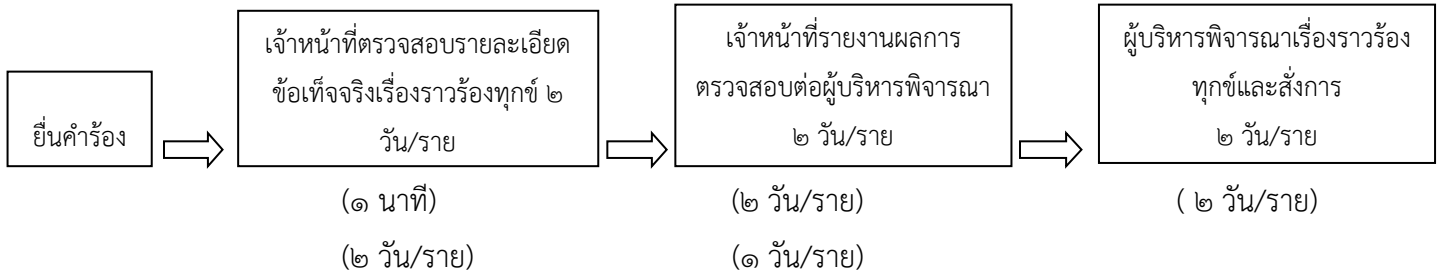 ยื่นคำร้อง
เจ้าหน้าที่ตรวจสอบรายละเอียด
ข้อเท็จจริงเรื่องราวร้องทุกข์ ๒
วัน/ราย
เจ้าหน้าที่รายงานผลการ
ตรวจสอบต่อผู้บริหารพิจารณา
๒ วัน/ราย
ผู้บริหารพิจารณาเรื่องราวร้อง
ทุกข์และสั่งการ
๒ วัน/ราย
(๑ นาที)
(๒ วัน/ราย)
( ๒ วัน/ราย)
(๒ วัน/ราย)
(๑ วัน/ราย)